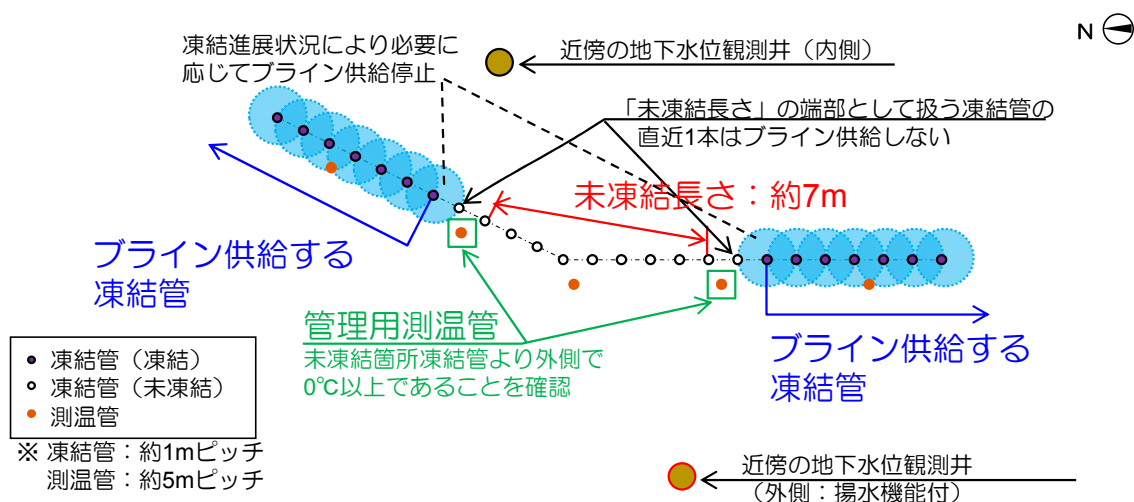 凍結進展状況により必要に
応じてブライン供給停止
近傍の地下水位観測井（内側）
N
「未凍結長さ」の端部として扱う凍結管の
直近1本はブライン供給しない
未凍結長さ：約7m
ブライン供給する
凍結管
管理用測温管
未凍結箇所凍結管より外側で
0℃以上であることを確認
ブライン供給する
凍結管
凍結管（凍結）
凍結管（未凍結）
測温管
※ 凍結管：約1mピッチ
測温管：約5mピッチ
近傍の地下水位観測井
（外側：揚水機能付）